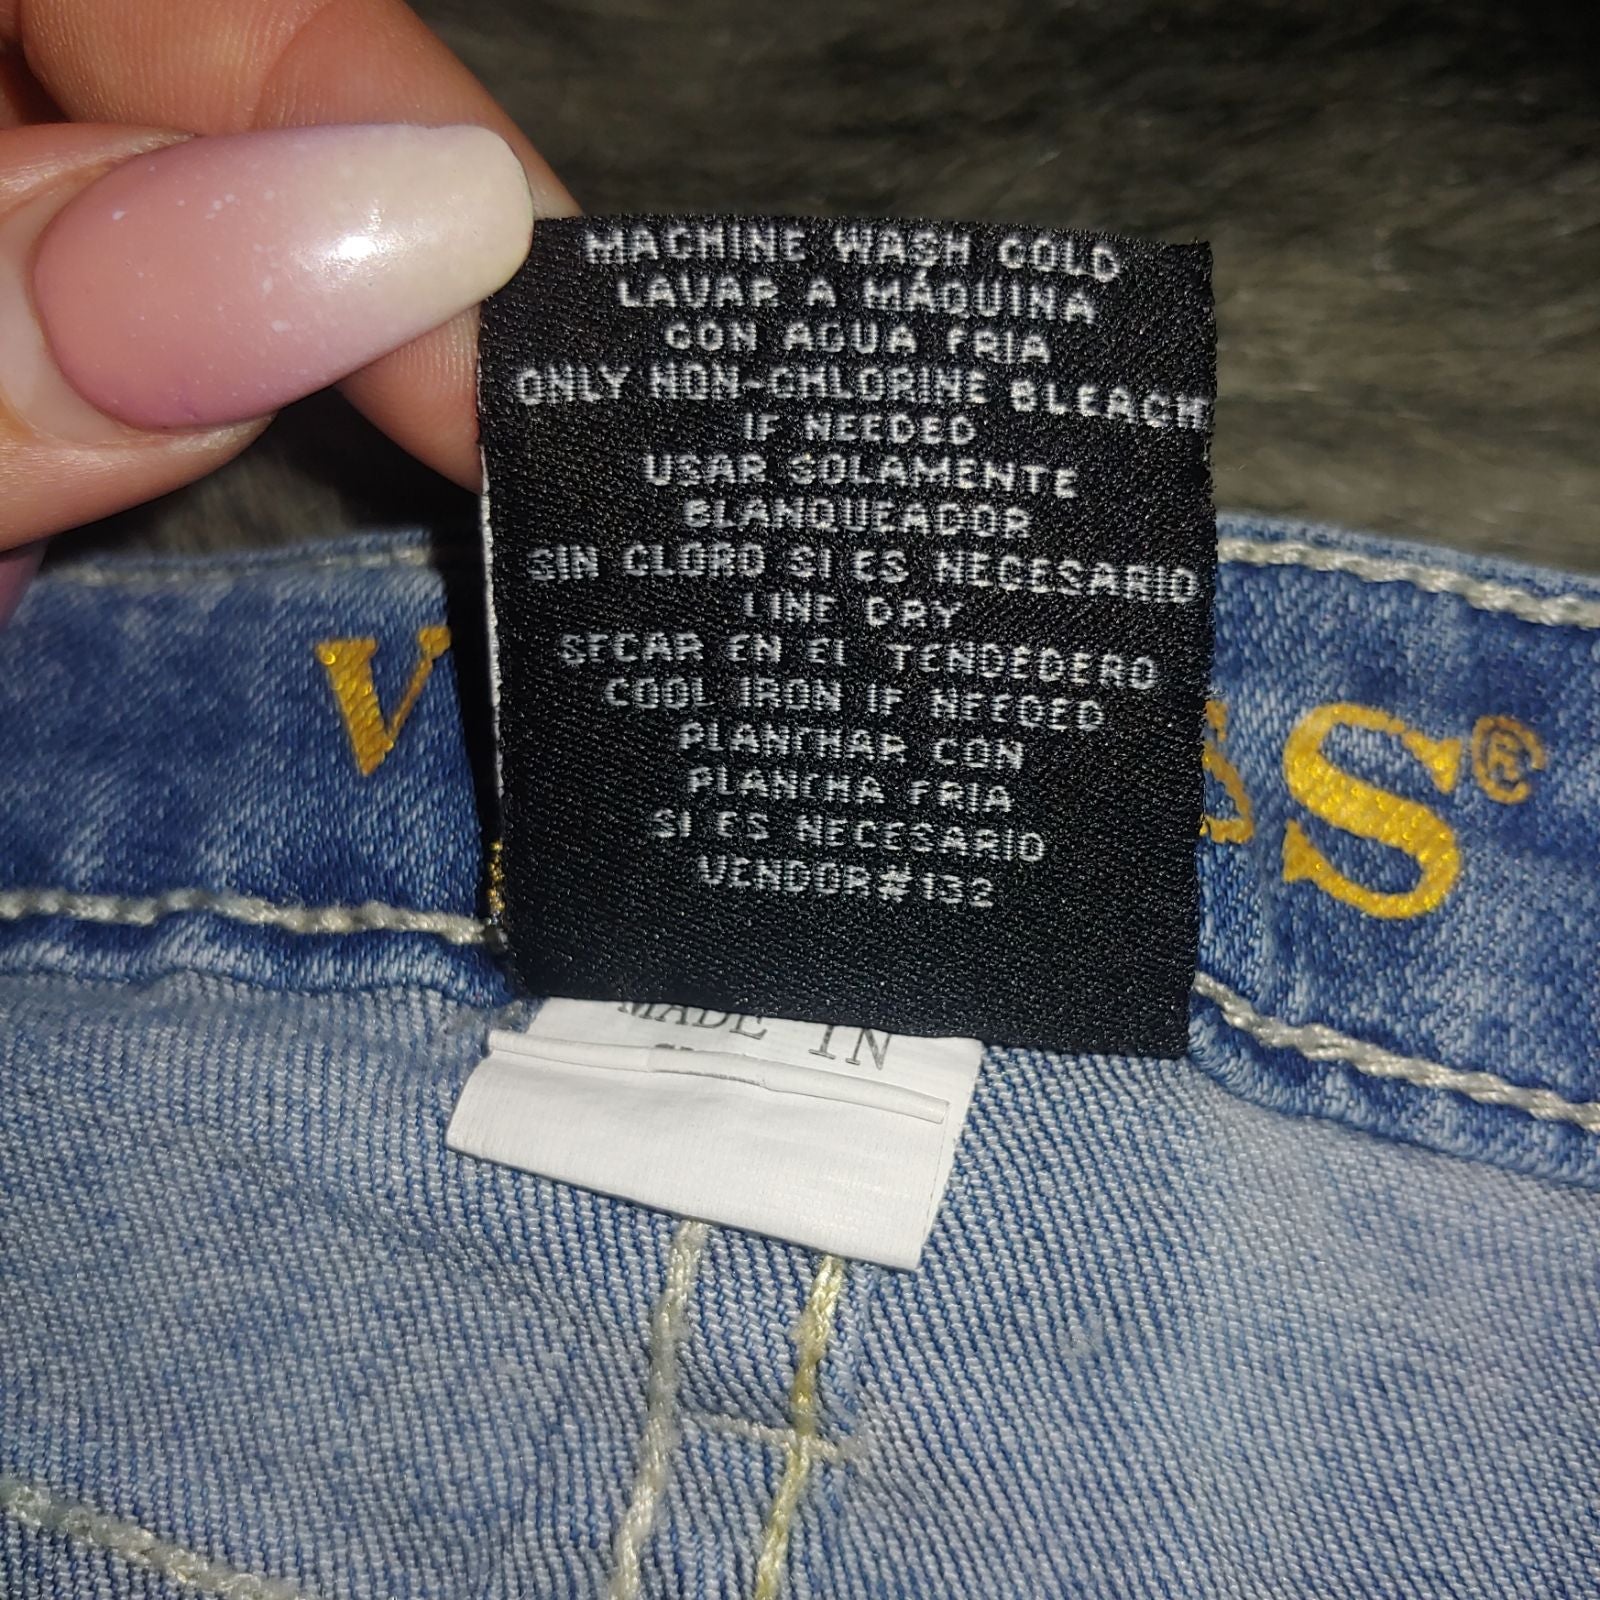 MACHINE WASH COLD
LAVAR A MÁQUINA
CON AGUA FRIA
ONLY NON-CHLORINE BLEACH
IF NEEDED
USAR SOLAMENTE
BLANQUEADOR
SIN CLORO SI ES NECESARIO
LINE DRY
SECAR EN EL TENDEDERO
COOL IRON IF NEEDED
PLANCHAR CON
PLANCHA FRIA
SI ES NECESARIO
VENDOR#132
V S®
MADE IN